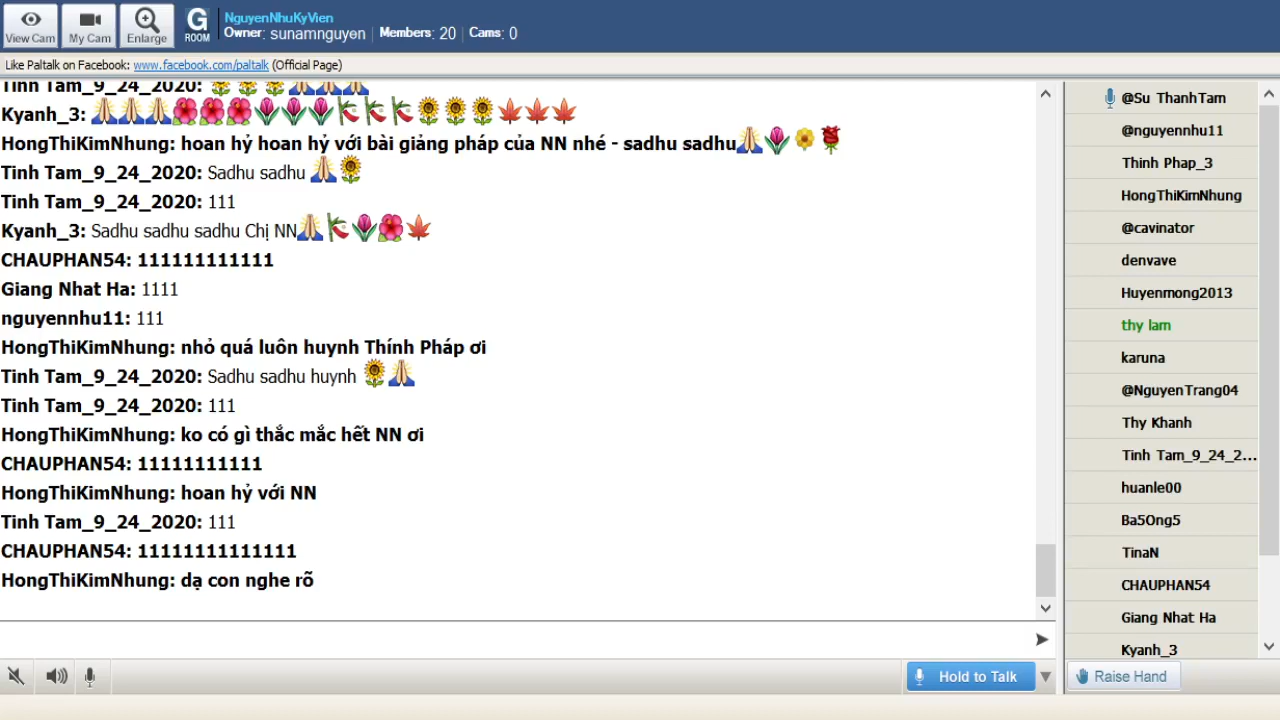 View Cam
My Cam
Enlarge
G
ROOM
NguyenNhuKyVien
Owner: sunamnguyen | Members: 20 | Cams: 0
Like Paltalk on Facebook: www.facebook.com/paltalk (Official Page)
Tinh Tam_9_24_2020: 🌻🌻🌻🙏🙏🙏
Kyanh_3: 🙏🙏🙏🌺🌺🌺🌷🌷🌷🎋🎋🎋🌻🌻🌻🍁🍁🍁
HongThiKimNhung: hoan hỷ hoan hỷ với bài giảng pháp của NN nhé - sadhu sadhu🙏🌷🌼🌹
Tinh Tam_9_24_2020: Sadhu sadhu 🙏🌻
Tinh Tam_9_24_2020: 111
Kyanh_3: Sadhu sadhu sadhu Chị NN🙏🎋🌷🌺🍁
CHAUPHAN54: 111111111111
Giang Nhat Ha: 1111
nguyennhu11: 111
HongThiKimNhung: nhỏ quá luôn huynh Thính Pháp ơi
Tinh Tam_9_24_2020: Sadhu sadhu huynh 🌻🙏
Tinh Tam_9_24_2020: 111
HongThiKimNhung: ko có gì thắc mắc hết NN ơi
CHAUPHAN54: 11111111111
HongThiKimNhung: hoan hỷ với NN
Tinh Tam_9_24_2020: 111
CHAUPHAN54: 11111111111111
HongThiKimNhung: dạ con nghe rõ
@Su ThanhTam
@nguyennhu11
Thinh Phap_3
HongThiKimNhung
@cavinator
denvave
Huyenmong2013
thy lam
karuna
@NguyenTrang04
Thy Khanh
Tinh Tam_9_24_2...
huanle00
Ba5Ong5
TinaN
CHAUPHAN54
Giang Nhat Ha
Kyanh_3
Hold to Talk
Raise Hand